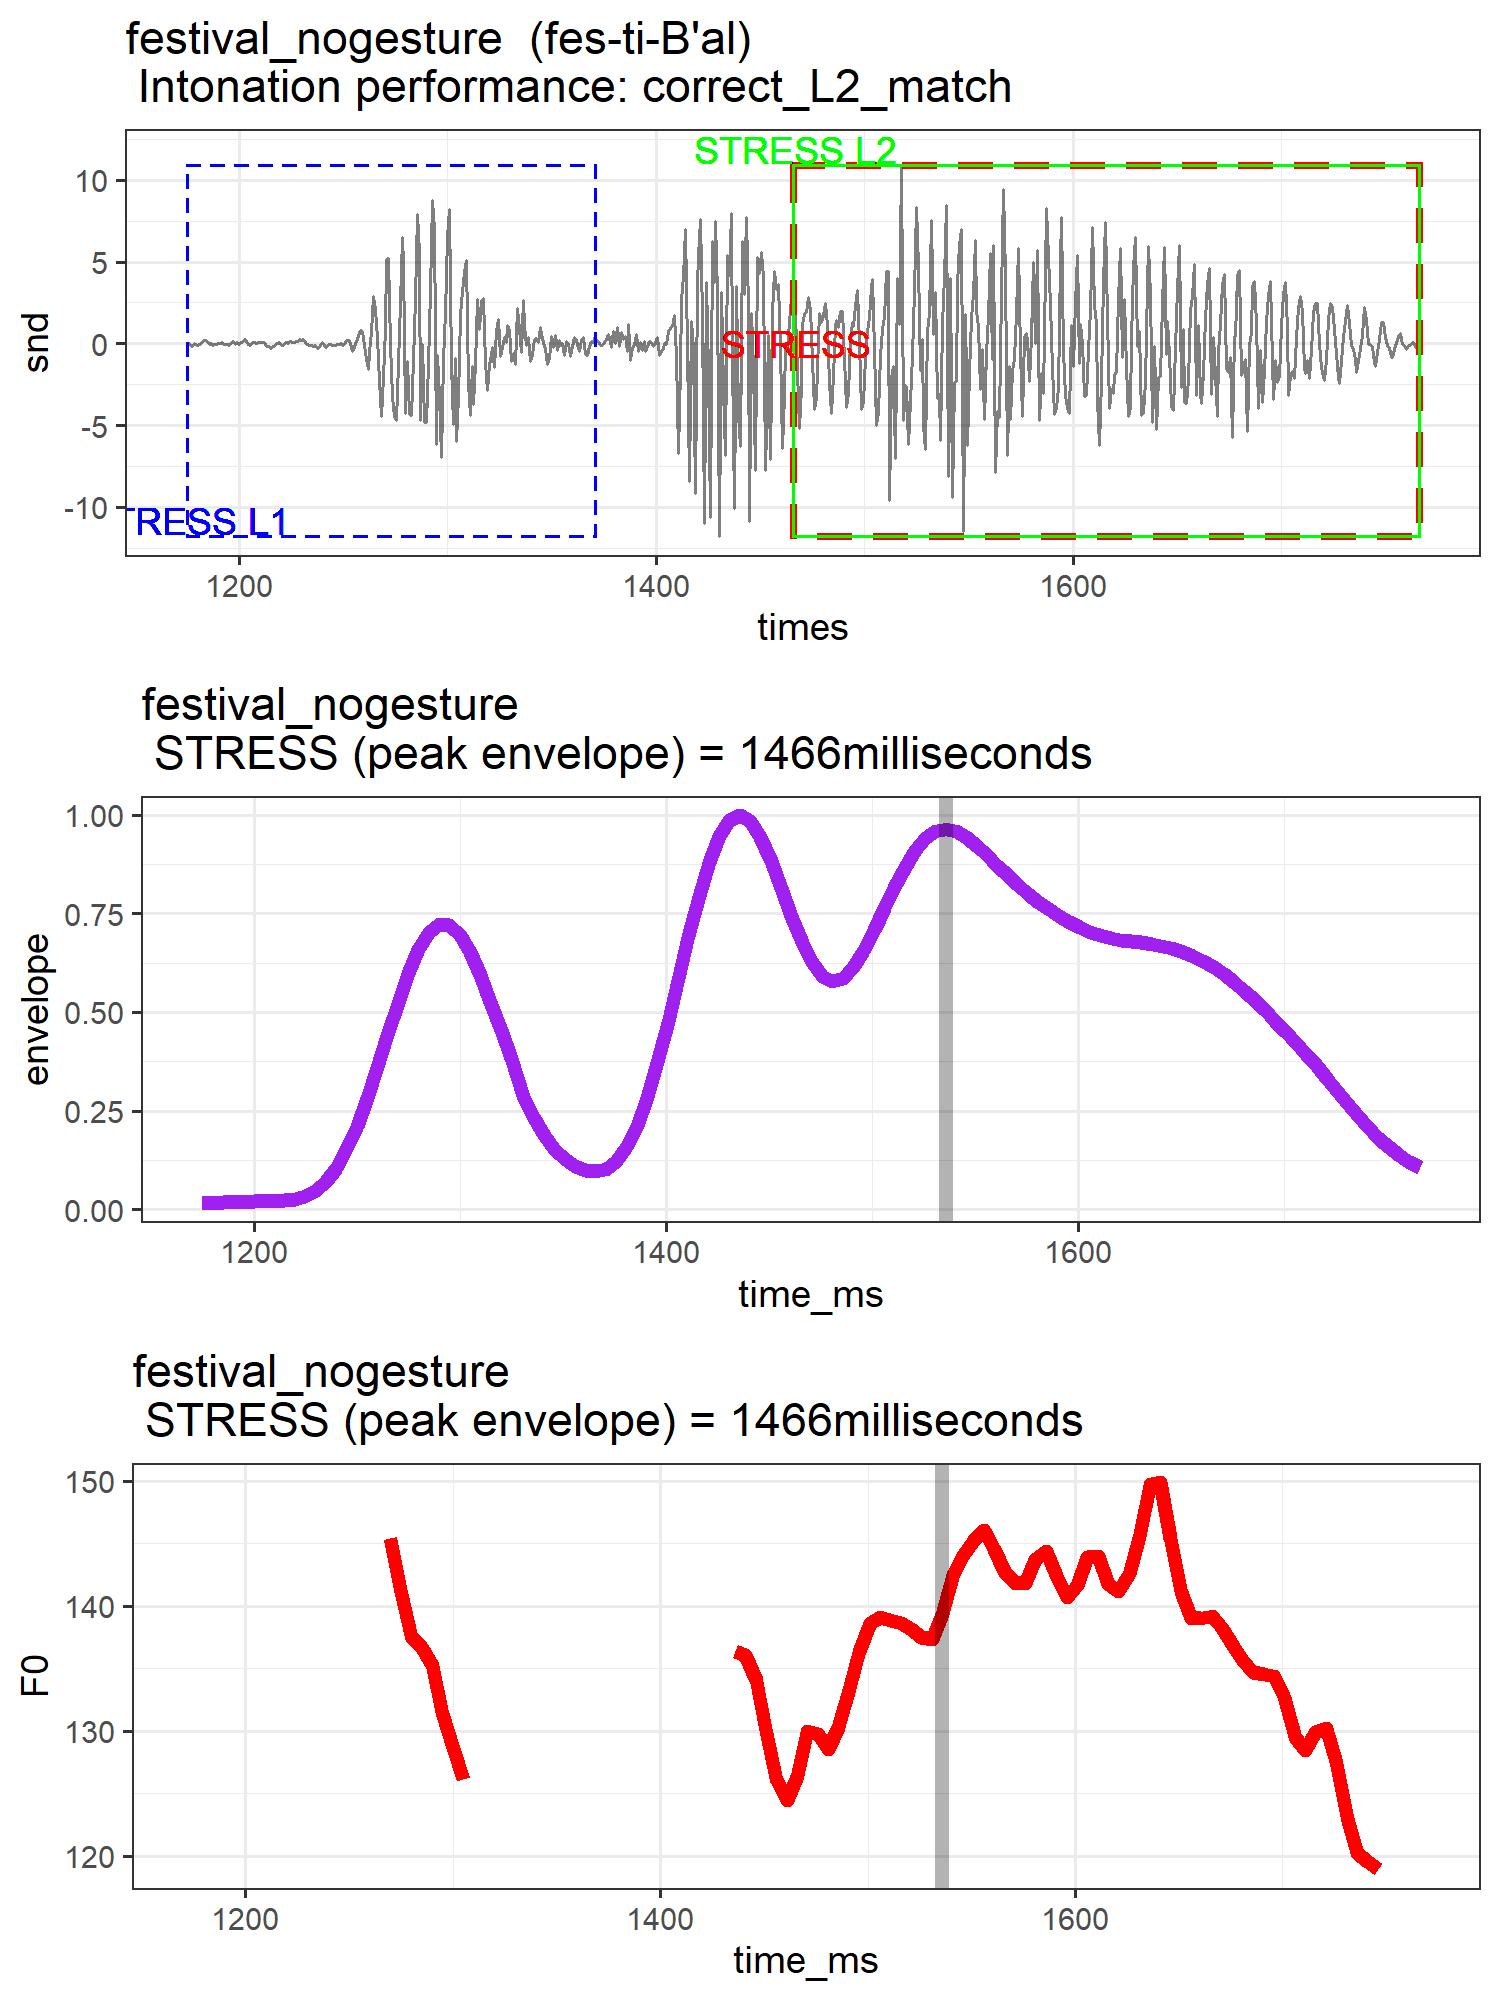 festival_nogesture (fes-ti-B'al)
Intonation performance: correct_L2_match
STRESS L2
10
5
0
-5
-10
snd
STRESS
TRESS L1
1200
1400
1600
times
festival_nogesture
STRESS (peak envelope) = 1466milliseconds
1.00
0.75
0.50
0.25
0.00
envelope
1200
1400
1600
time_ms
festival_nogesture
STRESS (peak envelope) = 1466milliseconds
150
140
130
120
F0
1200
1400
1600
time_ms